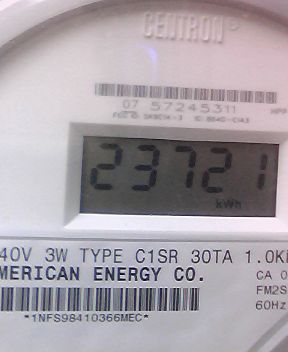 CENTRON®
07 57245311
23721
kWh
40V 3W TYPE C1SR 30TA 1.0K
MERICAN ENERGY CO.
CA 0
FM2S
60Hz
*1NFS98410366MEC*